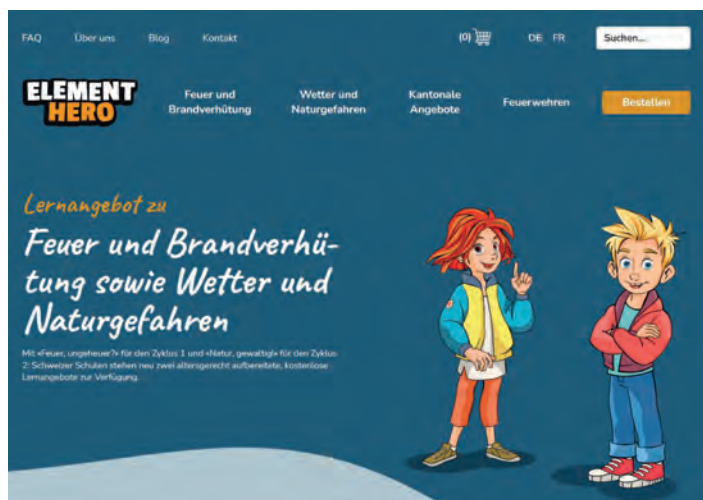 FAQ Über uns Blog Kontakt (0) DE FR Suchen...
ELEMENT
HERO
Feuer und
Brandverhütung
Wetter und
Naturgefahren
Kantonale
Angebote
Feuerwehren
Bestellen
Lernangebot zu
Feuer und Brandverhü-
tung sowie Wetter und
Naturgefahren
Mit «Feuer, ungeheuer?» für den Zyklus 1 und «Natur, gewaltig!» für den Zyklus
2: Schweizer Schulen stehen neu zwei altersgerecht aufbereitete, kostenlose
Lernangebote zur Verfügung.